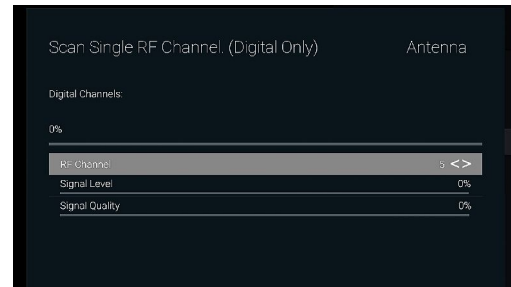 Scan Single RF Channel. (Digital Only) Antenna
Digital Channels:
0%
RF Channel 5 <>
Signal Level 0%
Signal Quality 0%